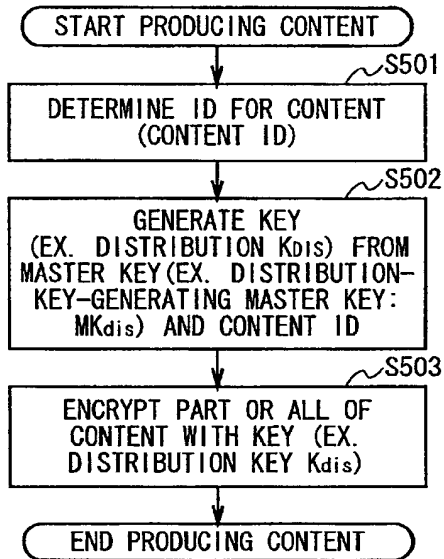 START PRODUCING CONTENT
S501
DETERMINE ID FOR CONTENT
(CONTENT ID)
S502
GENERATE KEY
(EX. DISTRIBUTION KDIS) FROM
MASTER KEY(EX. DISTRIBUTION-
KEY-GENERATING MASTER KEY:
MKdis) AND CONTENT ID
S503
ENCRYPT PART OR ALL OF
CONTENT WITH KEY (EX.
DISTRIBUTION KEY Kdis)
END PRODUCING CONTENT